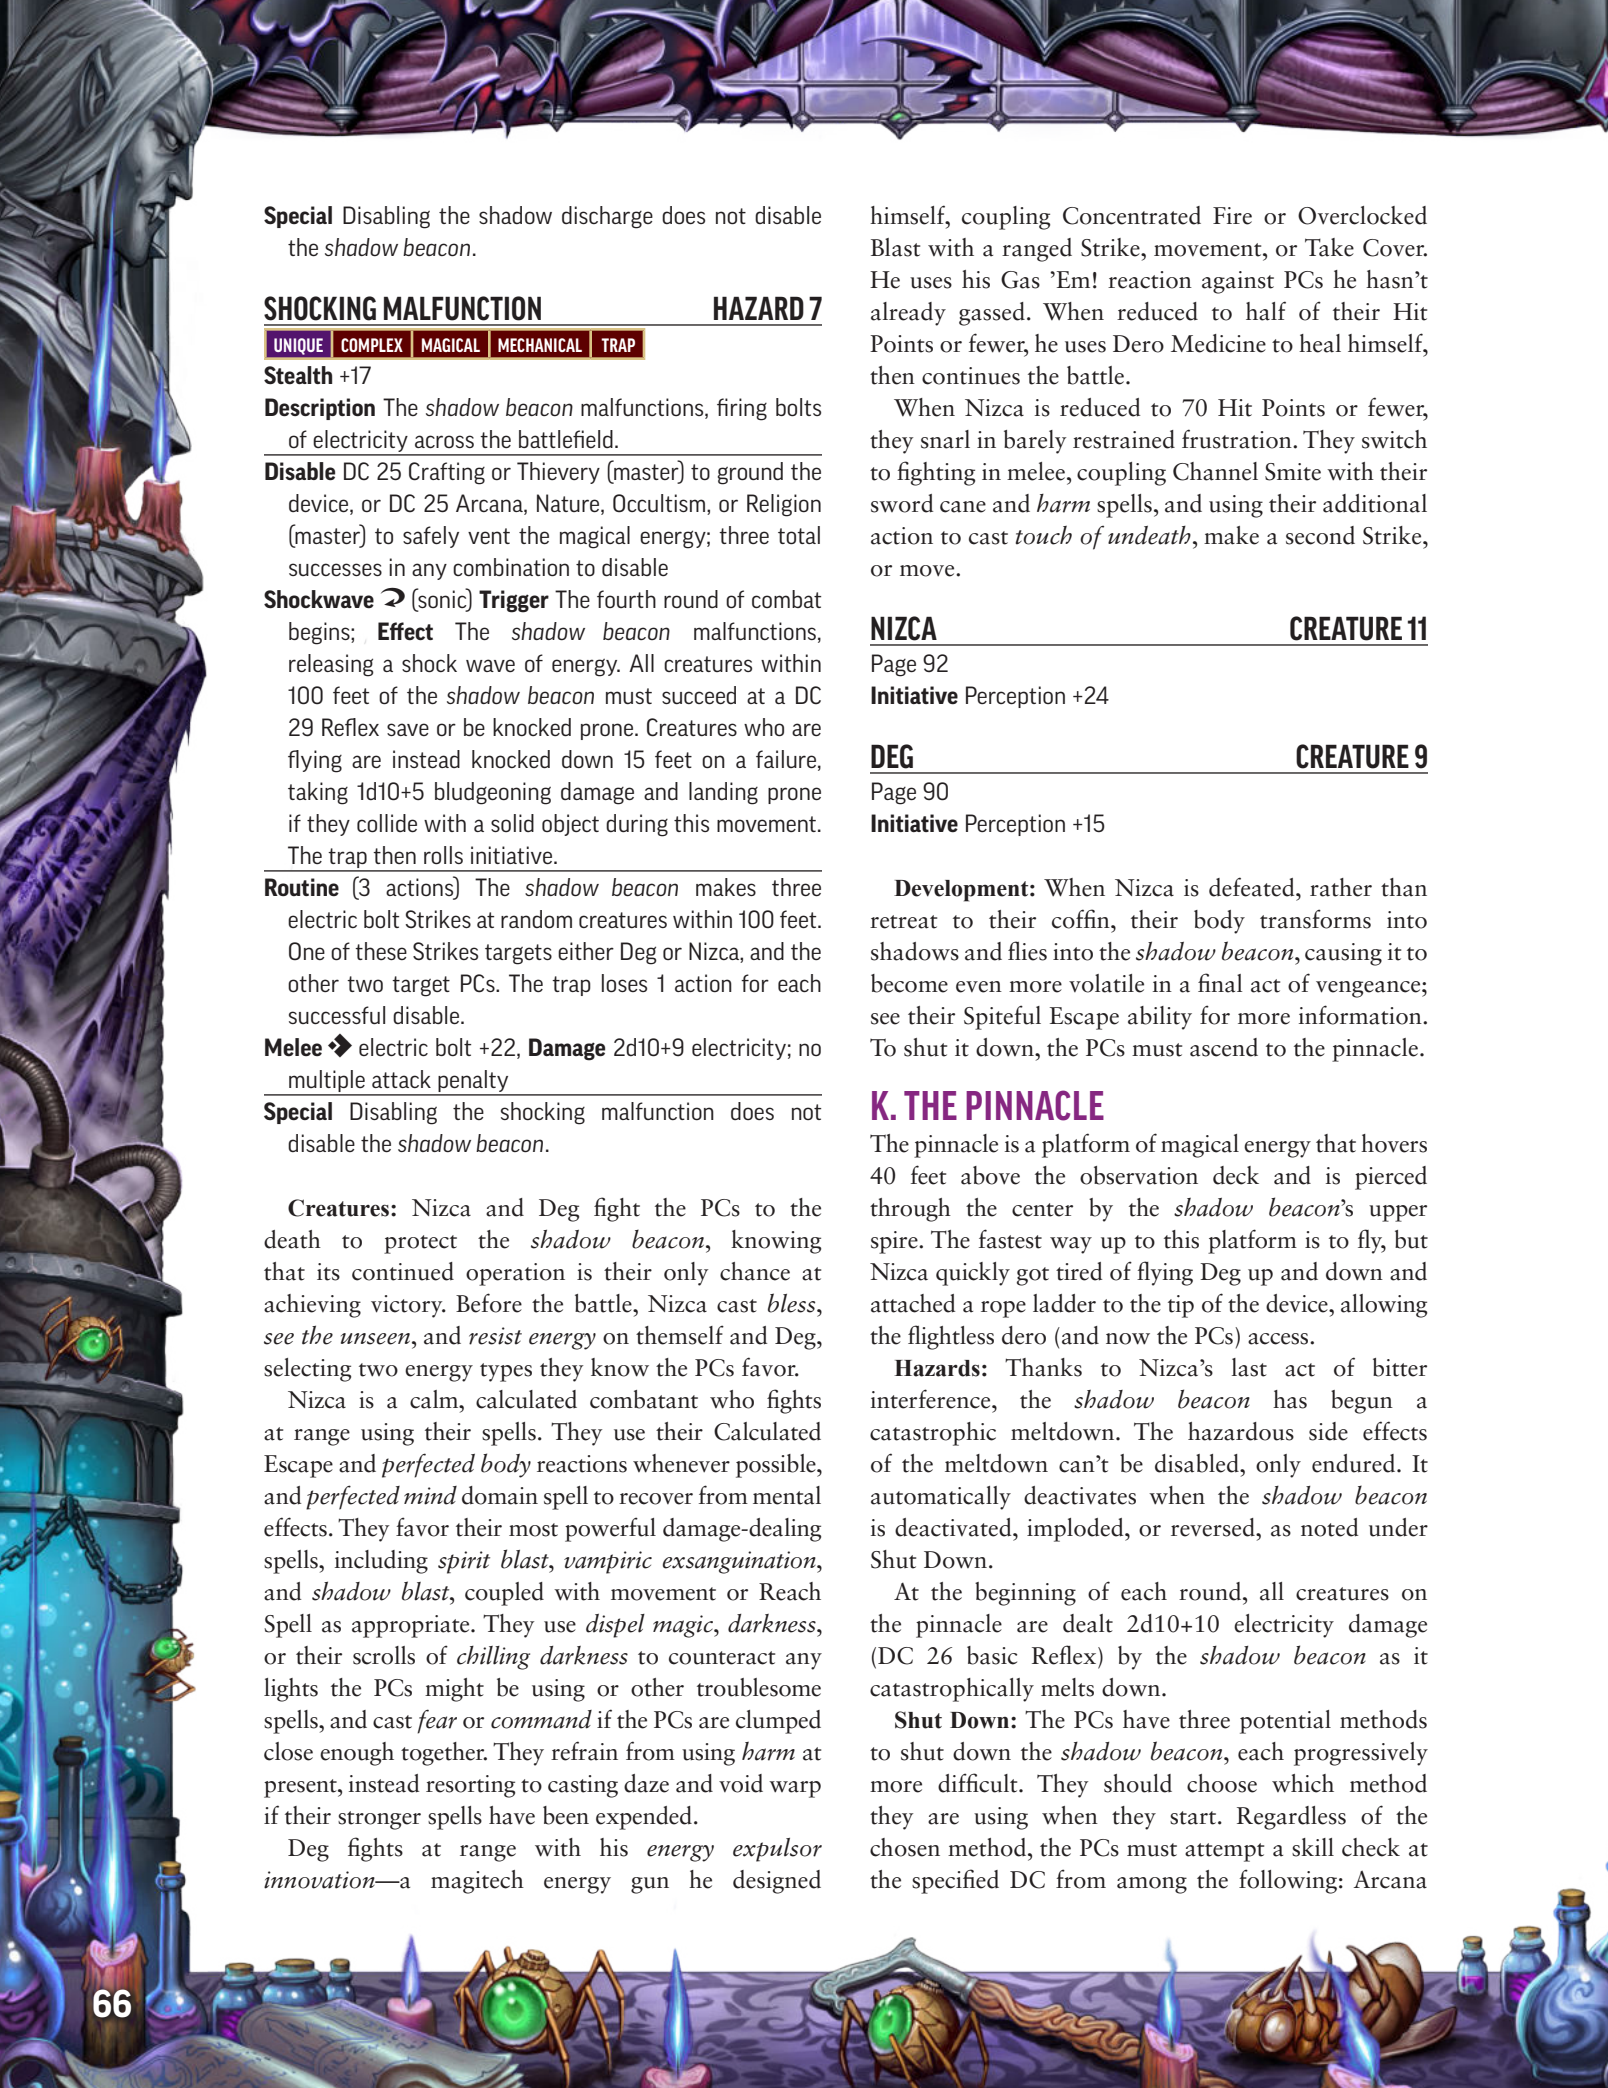 Special Disabling the shadow discharge does not disable
the shadow beacon.
SHOCKING MALFUNCTION HAZARD 7
UNIQUE COMPLEX MAGICAL MECHANICAL TRAP
Stealth +17
Description The shadow beacon malfunctions, firing bolts
of electricity across the battlefield.
Disable DC 25 Crafting or Thievery (master) to ground the
device, or DC 25 Arcana, Nature, Occultism, or Religion
(master) to safely vent the magical energy; three total
successes in any combination to disable
Shockwave (sonic) Trigger The fourth round of combat
begins; Effect The shadow beacon malfunctions,
releasing a shock wave of energy. All creatures within
100 feet of the shadow beacon must succeed at a DC
29 Reflex save or be knocked prone. Creatures who are
flying are instead knocked down 15 feet on a failure,
taking 1d10+5 bludgeoning damage and landing prone
if they collide with a solid object during this movement.
The trap then rolls initiative.
Routine (3 actions) The shadow beacon makes three
electric bolt Strikes at random creatures within 100 feet.
One of these Strikes targets either Deg or Nizca, and the
other two target PCs. The trap loses 1 action for each
successful disable.
Melee electric bolt +22, Damage 2d10+9 electricity; no
multiple attack penalty
Special Disabling the shocking malfunction does not
disable the shadow beacon.
Creatures: Nizca and Deg fight the PCs to the
death to protect the shadow beacon, knowing
that its continued operation is their only chance at
achieving victory. Before the battle, Nizca cast bless,
see the unseen, and resist energy on themself and Deg,
selecting two energy types they know the PCs favor.
Nizca is a calm, calculated combatant who fights
at range using their spells. They use their Calculated
Escape and perfected body reactions whenever possible,
and perfected mind domain spell to recover from mental
effects. They favor their most powerful damage-dealing
spells, including spirit blast, vampiric exsanguination,
and shadow blast, coupled with movement or Reach
Spell as appropriate. They use dispel magic, darkness,
or their scrolls of chilling darkness to counteract any
lights the PCs might be using or other troublesome
spells, and cast fear or command if the PCs are clumped
close enough together. They refrain from using harm at
present, instead resorting to casting daze and void warp
if their stronger spells have been expended.
Deg fights at range with his energy expulsor
innovation—a magitech energy gun he designed
himself, coupling Concentrated Fire or Overclocked
Blast with a ranged Strike, movement, or Take Cover.
He uses his Gas ’Em! reaction against PCs he hasn’t
already gassed. When reduced to half of their Hit
Points or fewer, he uses Dero Medicine to heal himself,
then continues the battle.
When Nizca is reduced to 70 Hit Points or fewer,
they snarl in barely restrained frustration. They switch
to fighting in melee, coupling Channel Smite with their
sword cane and harm spells, and using their additional
action to cast touch of undeath, make a second Strike,
or move.
NIZCA CREATURE 11
Page 92
Initiative Perception +24
DEG CREATURE 9
Page 90
Initiative Perception +15
Development: When Nizca is defeated, rather than
retreat to their coffin, their body transforms into
shadows and flies into the shadow beacon, causing it to
become even more volatile in a final act of vengeance;
see their Spiteful Escape ability for more information.
To shut it down, the PCs must ascend to the pinnacle.
K. THE PINNACLE
The pinnacle is a platform of magical energy that hovers
40 feet above the observation deck and is pierced
through the center by the shadow beacon’s upper
spire. The fastest way up to this platform is to fly, but
Nizca quickly got tired of flying Deg up and down and
attached a rope ladder to the tip of the device, allowing
the flightless dero (and now the PCs) access.
Hazards: Thanks to Nizca’s last act of bitter
interference, the shadow beacon has begun a
catastrophic meltdown. The hazardous side effects
of the meltdown can’t be disabled, only endured. It
automatically deactivates when the shadow beacon
is deactivated, imploded, or reversed, as noted under
Shut Down.
At the beginning of each round, all creatures on
the pinnacle are dealt 2d10+10 electricity damage
(DC 26 basic Reflex) by the shadow beacon as it
catastrophically melts down.
Shut Down: The PCs have three potential methods
to shut down the shadow beacon, each progressively
more difficult. They should choose which method
they are using when they start. Regardless of the
chosen method, the PCs must attempt a skill check at
the specified DC from among the following: Arcana
66